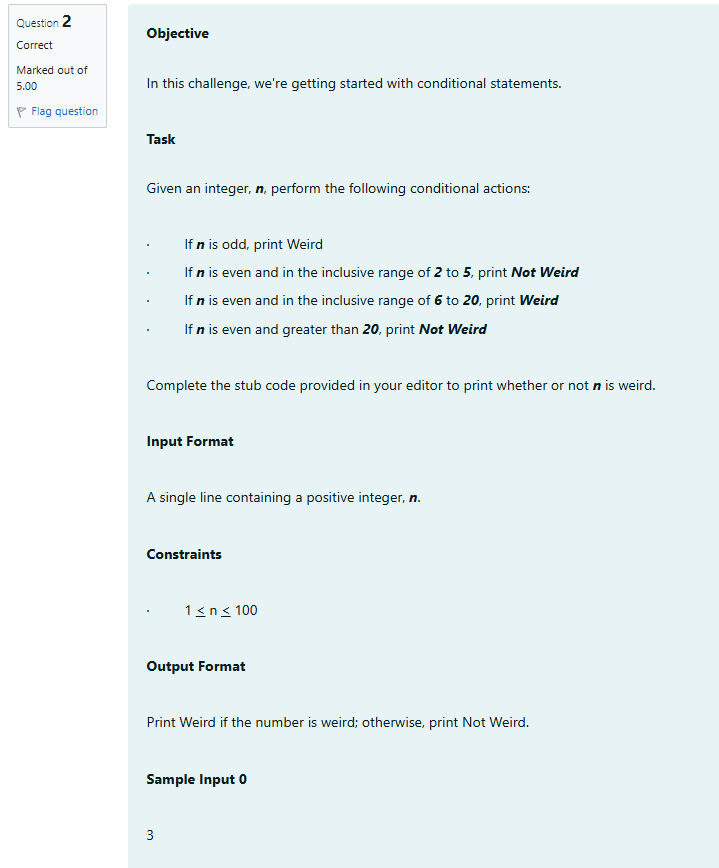 Question 2
Correct
Marked out of
5.00
Flag question
Objective
In this challenge, we're getting started with conditional statements.
Task
Given an integer, n, perform the following conditional actions:
· If n is odd, print Weird
· If n is even and in the inclusive range of 2 to 5, print Not Weird
· If n is even and in the inclusive range of 6 to 20, print Weird
· If n is even and greater than 20, print Not Weird
Complete the stub code provided in your editor to print whether or not n is weird.
Input Format
A single line containing a positive integer, n.
Constraints
· 1 ≤ n ≤ 100
Output Format
Print Weird if the number is weird; otherwise, print Not Weird.
Sample Input 0
3